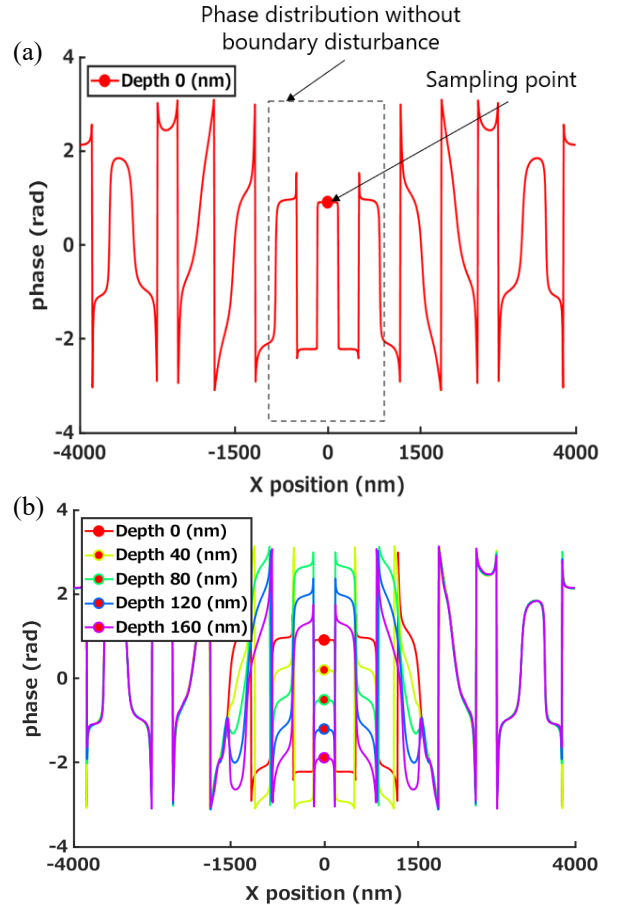 Phase distribution without
boundary disturbance
(a)
Sampling point
Depth 0 (nm)
4
2
0
-2
-4
phase (rad)
-4000 -1500 0 1500 4000
X position (nm)
(b)
Depth 0 (nm)
Depth 40 (nm)
Depth 80 (nm)
Depth 120 (nm)
Depth 160 (nm)
4
2
0
-2
-4
phase (rad)
-4000 -1500 0 1500 4000
X position (nm)